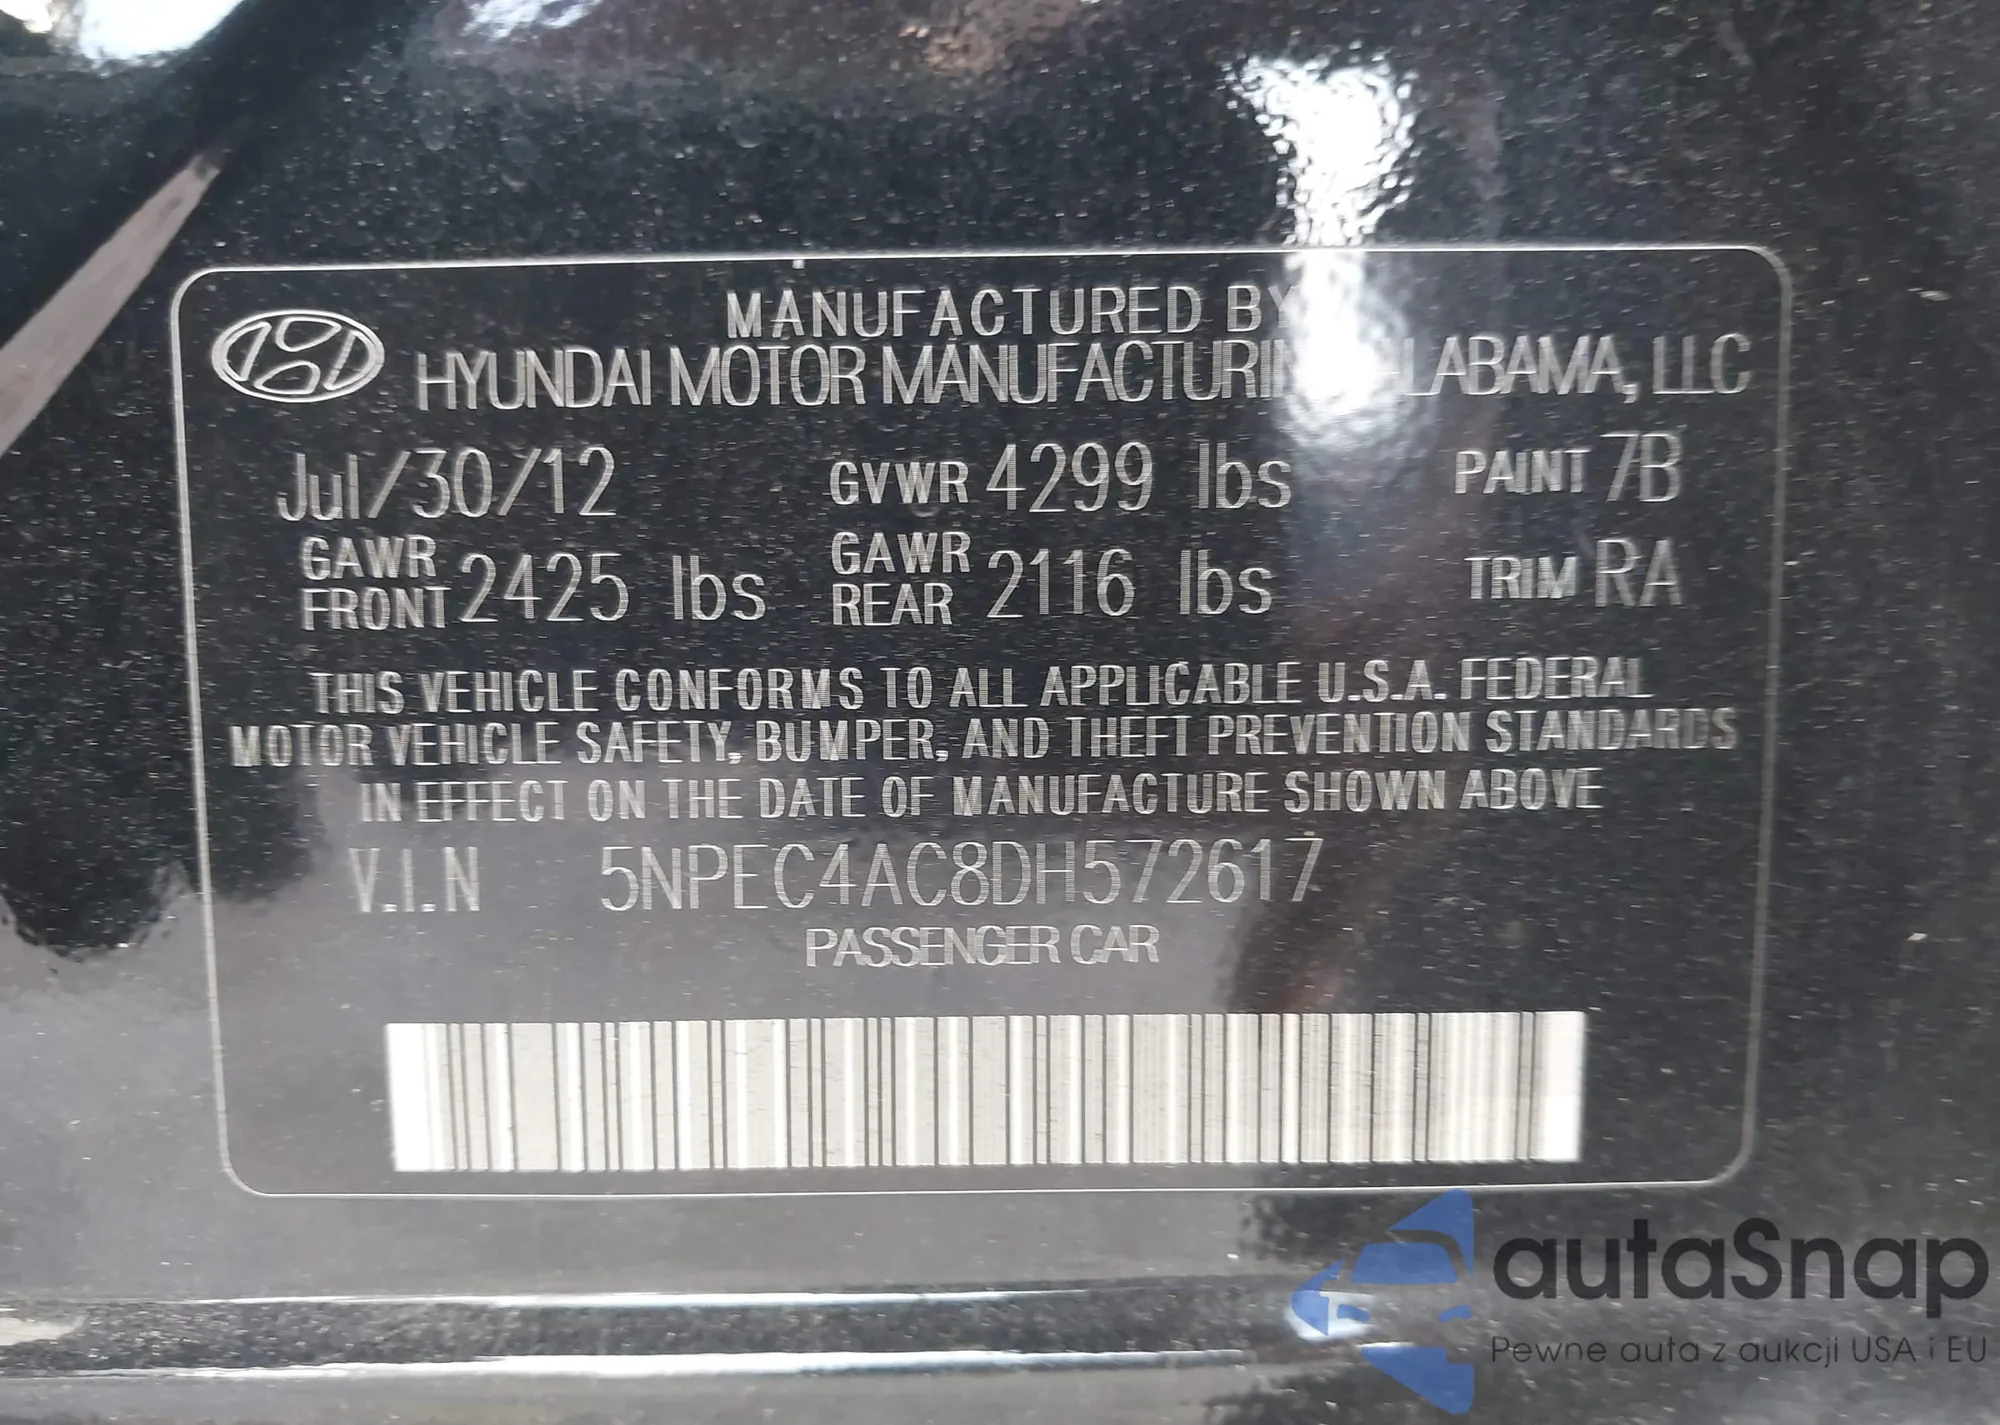 MANUFACTURED BY
HYUNDAI MOTOR MANUFACTURING ALABAMA, LLC
Jul/30/12 GVWR 4299 lbs PAINT 7B
GAWR FRONT 2425 lbs GAWR REAR 2116 lbs TRIM RA
THIS VEHICLE CONFORMS TO ALL APPLICABLE U.S.A. FEDERAL
MOTOR VEHICLE SAFETY, BUMPER, AND THEFT PREVENTION STANDARDS
IN EFFECT ON THE DATE OF MANUFACTURE SHOWN ABOVE
V.I.N 5NPEC4AC8DH572617
PASSENGER CAR
autaSnap
Pewne auta z aukcji USA i EU